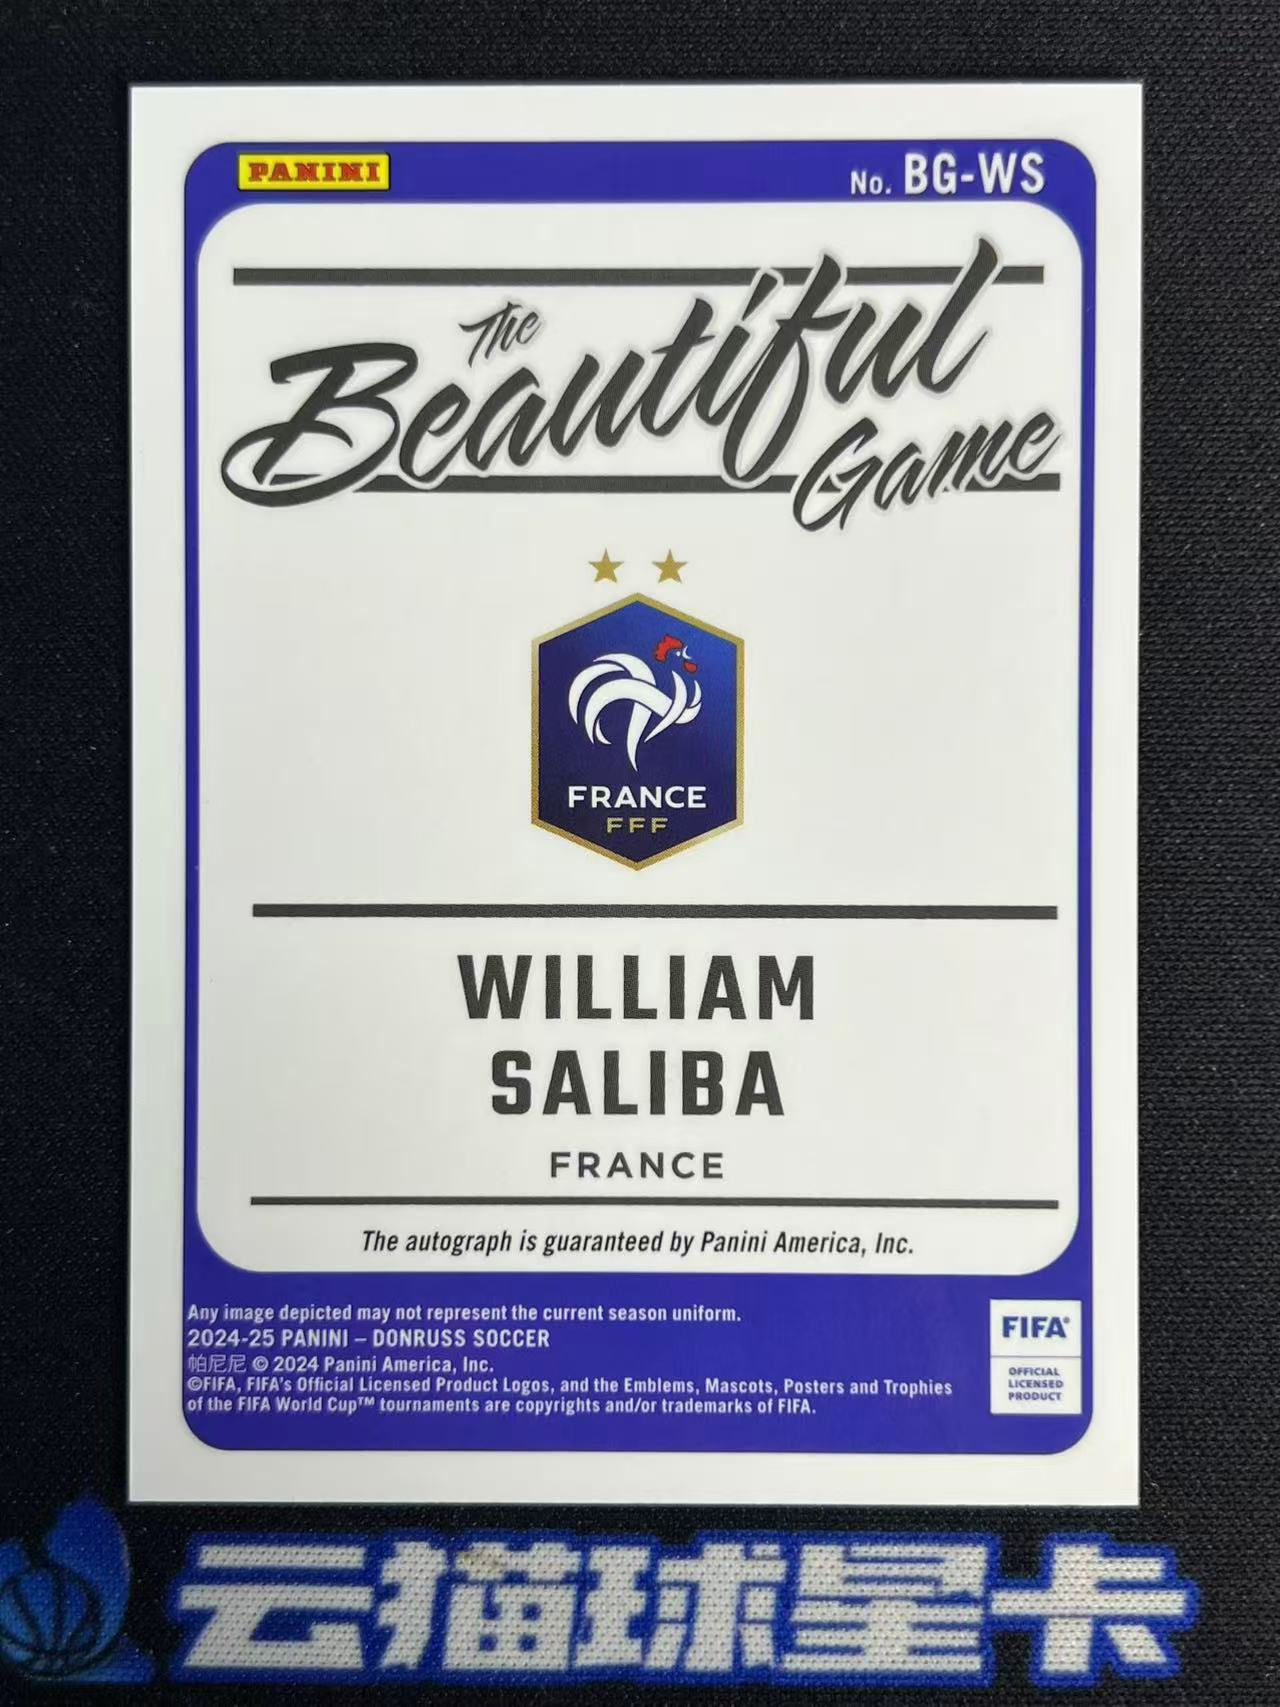 PANINI
No. BG-WS
The
Beautiful
Game
FRANCE
FFF
WILLIAM
SALIBA
FRANCE
The autograph is guaranteed by Panini America, Inc.
Any image depicted may not represent the current season uniform.
2024-25 PANINI – DONRUSS SOCCER
帕尼尼 © 2024 Panini America, Inc.
©FIFA, FIFA's Official Licensed Product Logos, and the Emblems, Mascots, Posters and Trophies
of the FIFA World Cup™ tournaments are copyrights and/or trademarks of FIFA.
FIFA®
OFFICIAL
LICENSED
PRODUCT
云猫球星卡